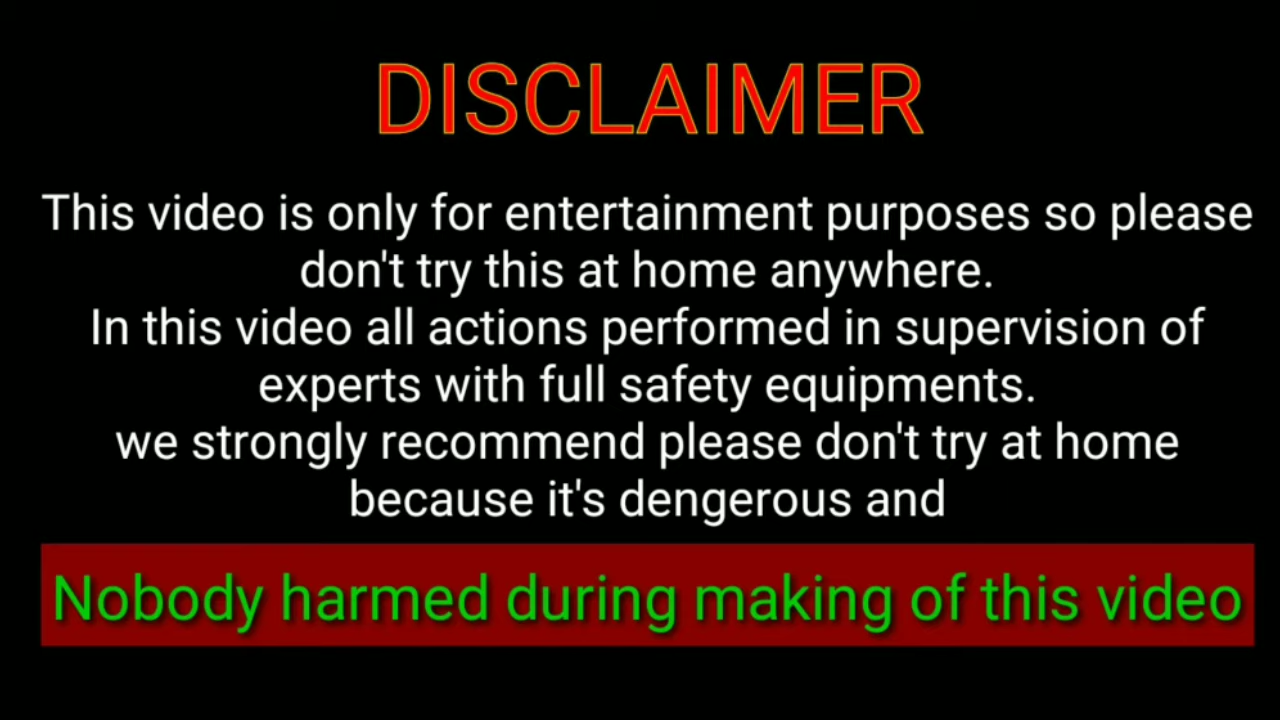 DISCLAIMER
This video is only for entertainment purposes so please
don't try this at home anywhere.
In this video all actions performed in supervision of
experts with full safety equipments.
we strongly recommend please don't try at home
because it's dengerous and
Nobody harmed during making of this video